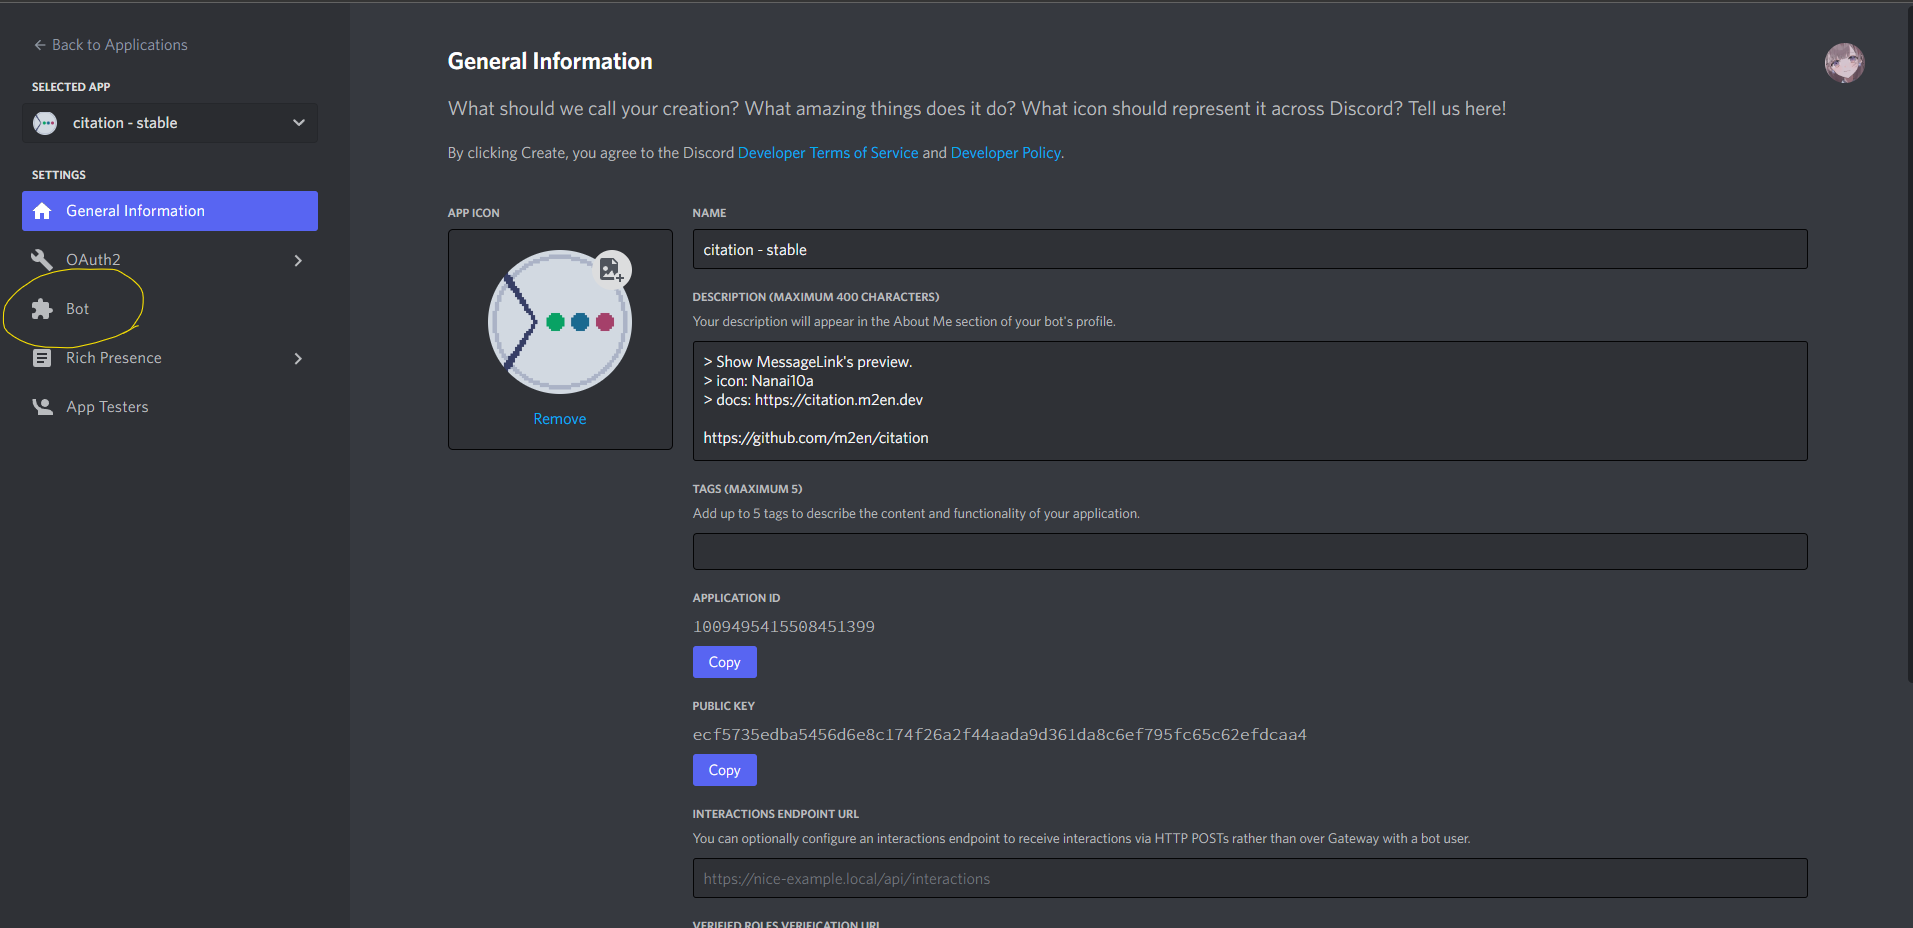 Back to Applications
SELECTED APP
citation - stable
SETTINGS
General Information
OAuth2
Bot
Rich Presence
App Testers
General Information
What should we call your creation? What amazing things does it do? What icon should represent it across Discord? Tell us here!
By clicking Create, you agree to the Discord Developer Terms of Service and Developer Policy.
APP ICON
Remove
NAME
citation - stable
DESCRIPTION (MAXIMUM 400 CHARACTERS)
Your description will appear in the About Me section of your bot's profile.
> Show MessageLink's preview.
> icon: Nanai10a
> docs: https://citation.m2en.dev
https://github.com/m2en/citation
TAGS (MAXIMUM 5)
Add up to 5 tags to describe the content and functionality of your application.
APPLICATION ID
1009495415508451399
Copy
PUBLIC KEY
ecf5735edba5456d6e8c174f26a2f44aada9d361da8c6ef795fc65c62efdcaa4
Copy
INTERACTIONS ENDPOINT URL
You can optionally configure an interactions endpoint to receive interactions via HTTP POSTs rather than over Gateway with a bot user.
https://nice-example.local/api/interactions
VERIFIED ROLES VERIFICATION URL